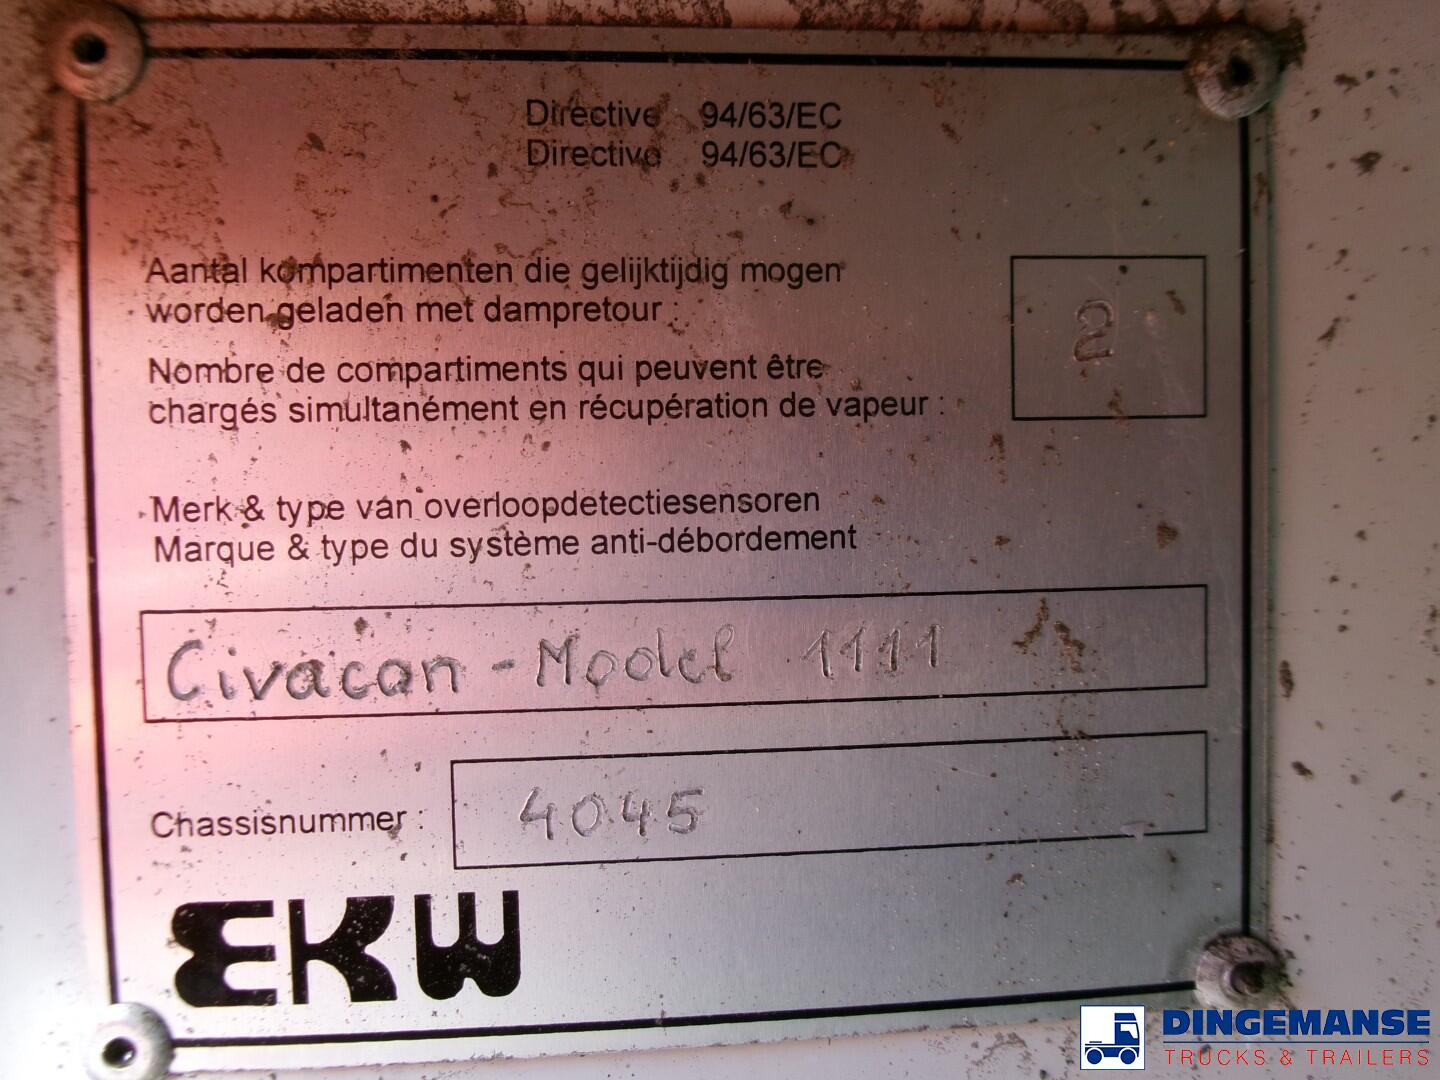 Directive 94/63/EC
Directive 94/63/EC
Aantal kompartimenten die gelijktijdig mogen
worden geladen met dampretour :
2
Nombre de compartiments qui peuvent être
chargés simultanément en récupération de vapeur :
Merk & type van overloopdetectiesensoren
Marque & type du système anti-débordement
Civacon - Model 1111
Chassisnummer : 4045
EKW
DINGEMANSE
TRUCKS & TRAILERS